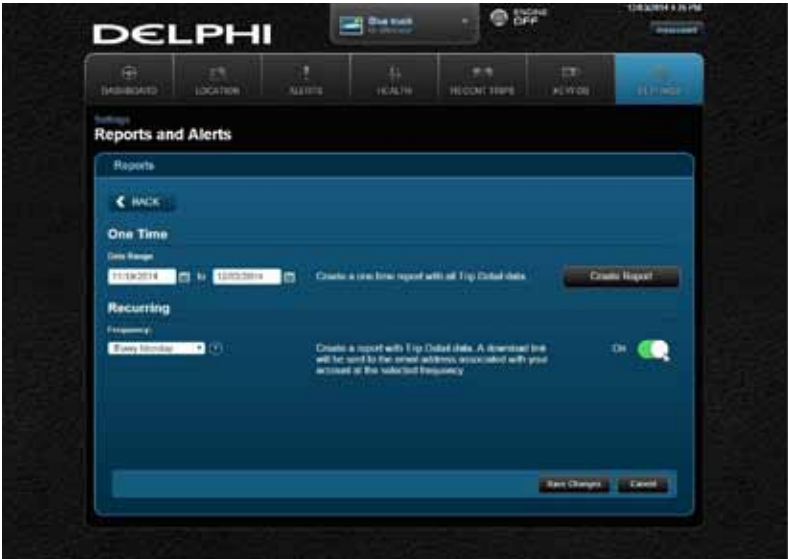 DELPHI
Blue truck
ENGINE
OFF
DASHBOARD
LOCATION
ALERTS
HEALTH
RECENT TRIPS
KEYFOB
SETTINGS
Settings
Reports and Alerts
Reports
BACK
One Time
Date Range
11/19/2014 to 12/03/2014
Create a one time report with all Trip Detail data.
Create Report
Recurring
Frequency:
Every Monday
Create a report with Trip Detail data. A download link
will be sent to the email address associated with your
account at the selected frequency
On
Save Changes
Cancel